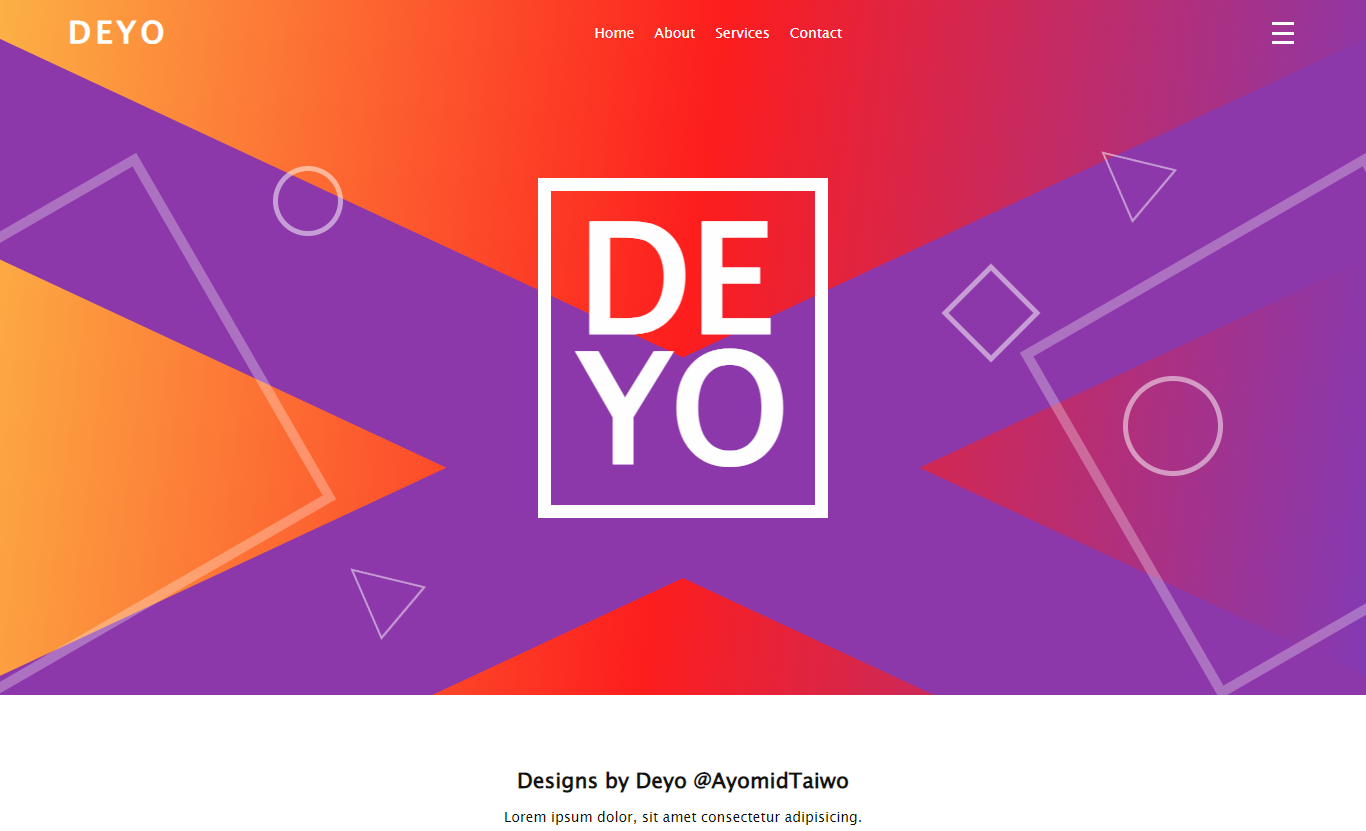 DEYO
Home About Services Contact
DE
YO
Designs by Deyo @AyomidTaiwo
Lorem ipsum dolor, sit amet consectetur adipisicing.